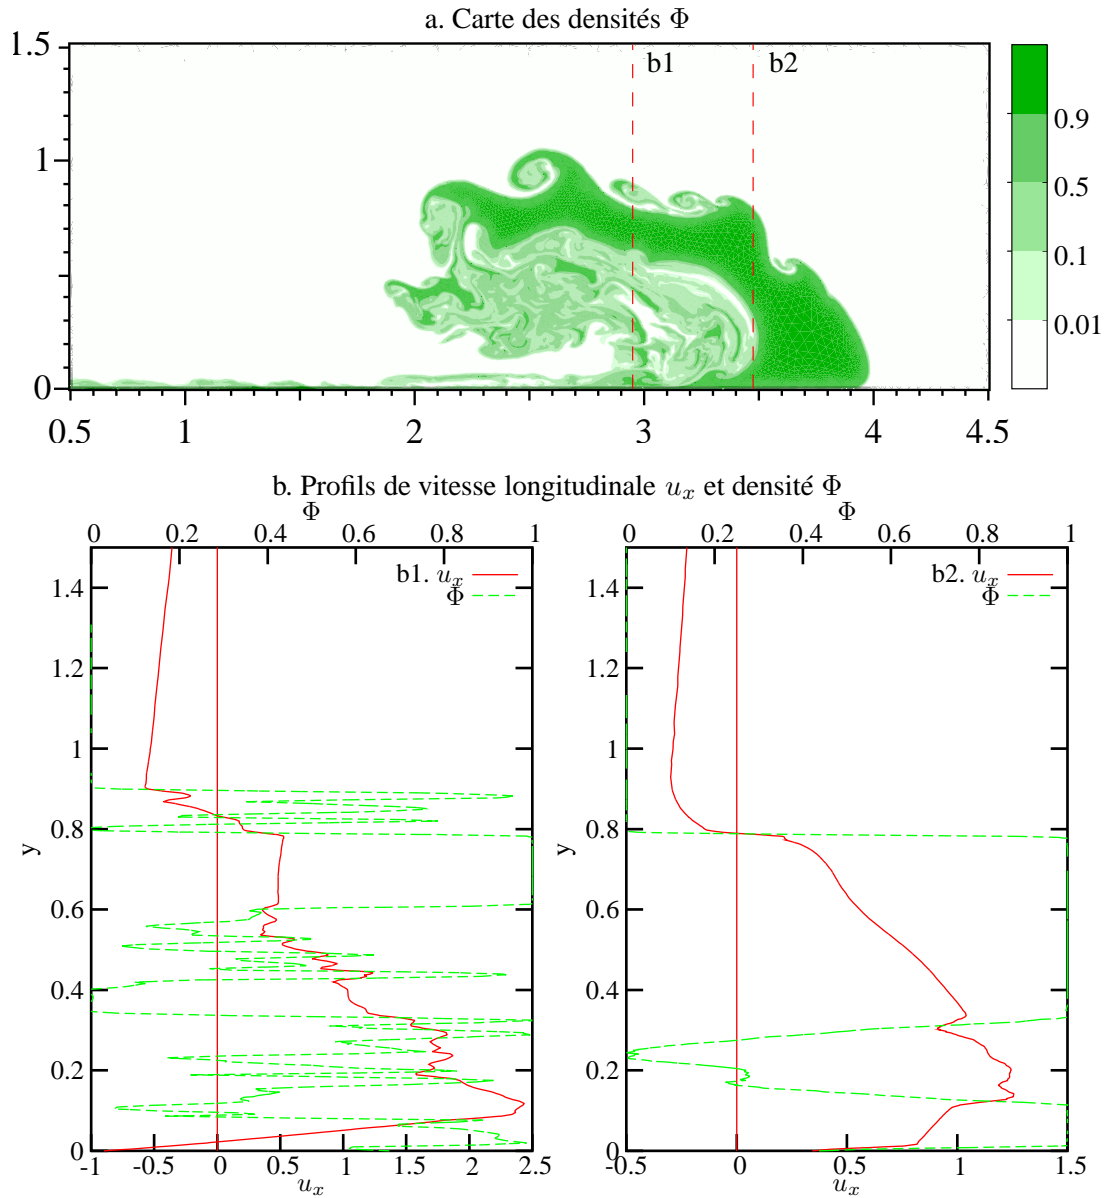 a. Carte des densités Φ
1.5
1
0
0.5 1 2 3 4 4.5
b1
b2
0.9
0.5
0.1
0.01
b. Profils de vitesse longitudinale u_x et densité Φ
Φ
0 0.2 0.4 0.6 0.8 1
b1. u_x
Φ
1.4
1.2
1
0.8
0.6
0.4
0.2
0
y
-1 -0.5 0 0.5 1 1.5 2 2.5
u_x
Φ
0 0.2 0.4 0.6 0.8 1
b2. u_x
Φ
1.4
1.2
1
0.8
0.6
0.4
0.2
0
y
-0.5 0 0.5 1 1.5
u_x